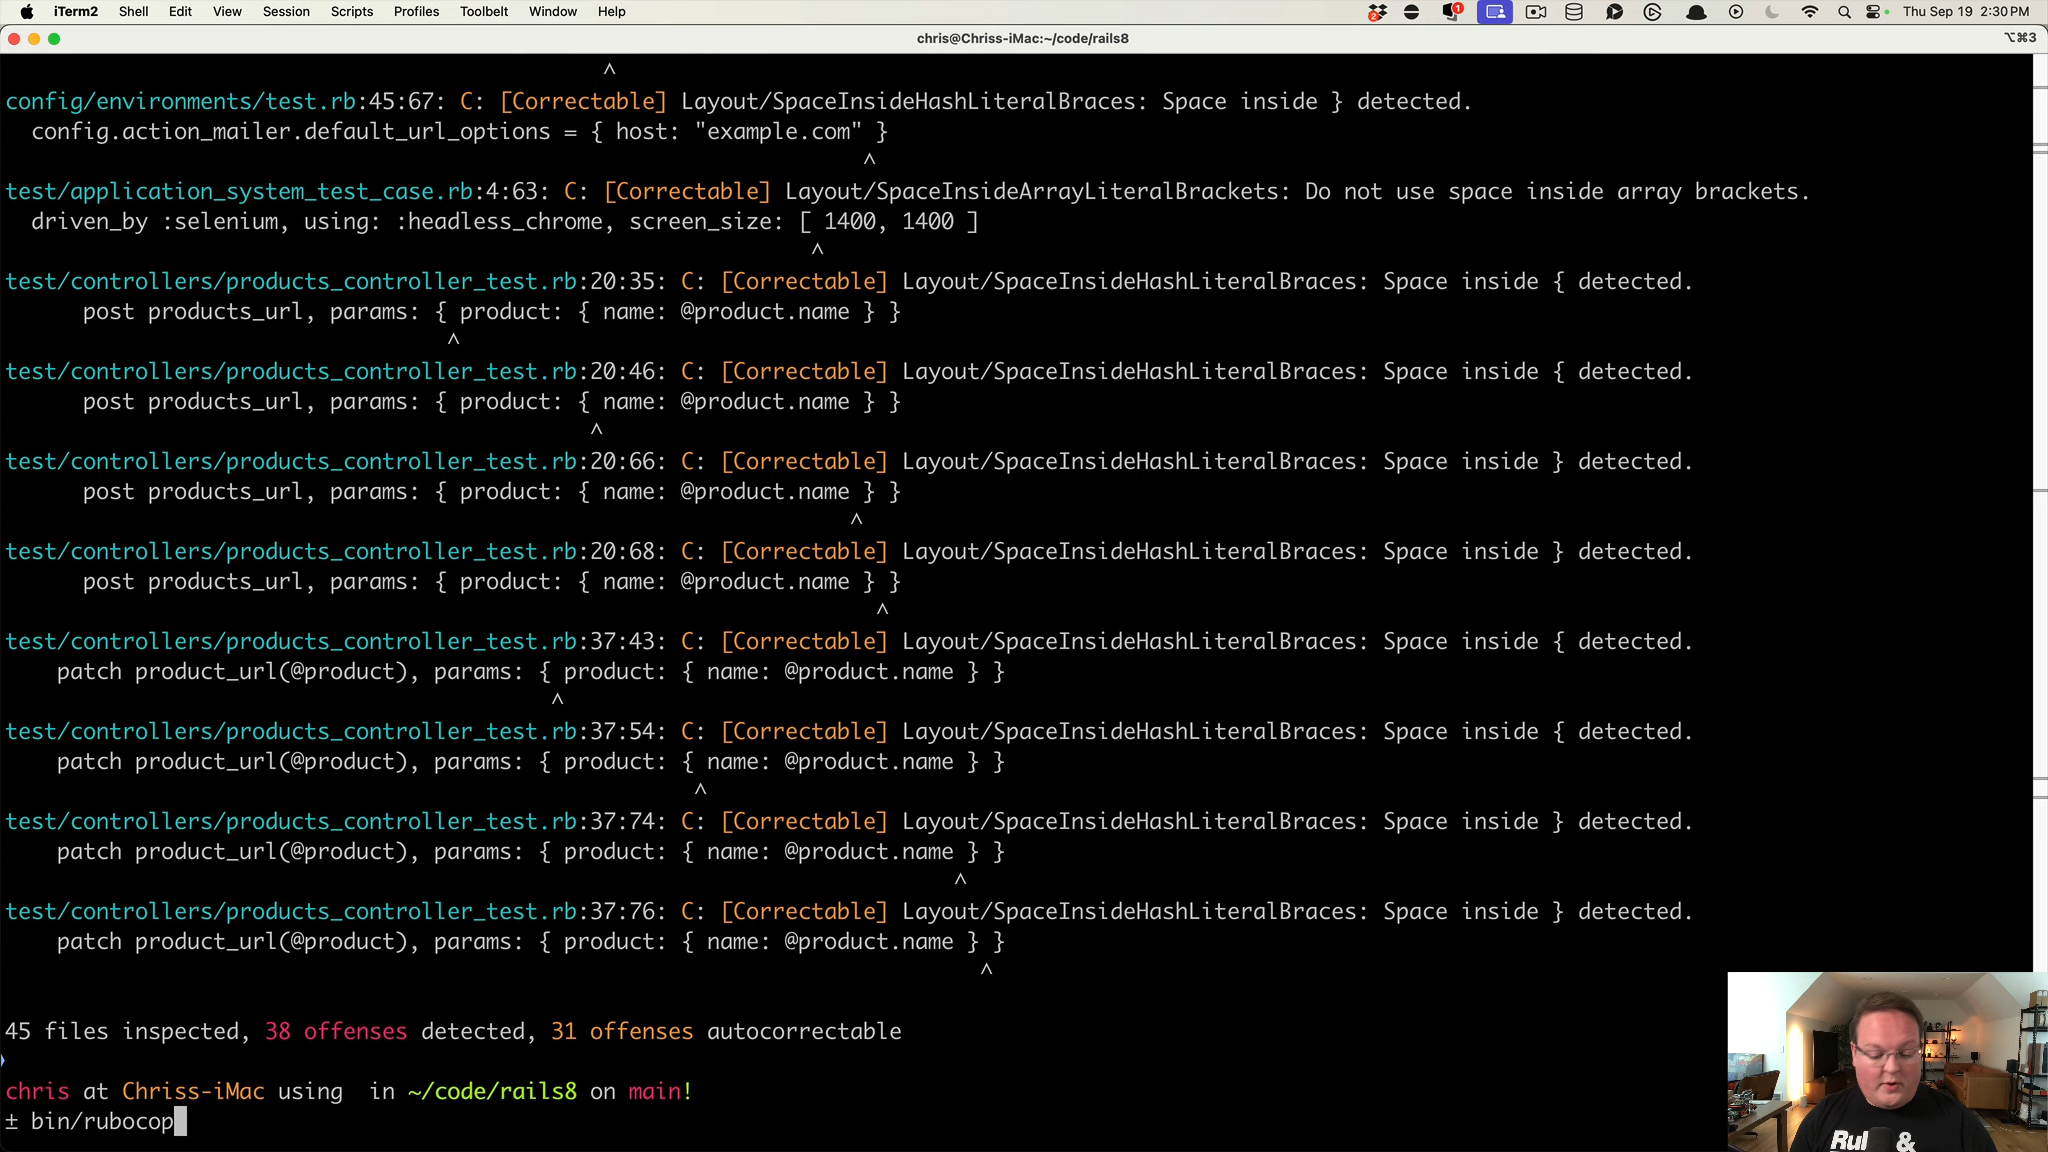 iTerm2 Shell Edit View Session Scripts Profiles Toolbelt Window Help 2 1 Thu Sep 19 2:30 PM
chris@Chriss-iMac:~/code/rails8 ⌥⌘3
^
config/environments/test.rb:45:67: C: [Correctable] Layout/SpaceInsideHashLiteralBraces: Space inside } detected.
config.action_mailer.default_url_options = { host: "example.com" }
^
test/application_system_test_case.rb:4:63: C: [Correctable] Layout/SpaceInsideArrayLiteralBrackets: Do not use space inside array brackets.
driven_by :selenium, using: :headless_chrome, screen_size: [ 1400, 1400 ]
^
test/controllers/products_controller_test.rb:20:35: C: [Correctable] Layout/SpaceInsideHashLiteralBraces: Space inside { detected.
post products_url, params: { product: { name: @product.name } }
^
test/controllers/products_controller_test.rb:20:46: C: [Correctable] Layout/SpaceInsideHashLiteralBraces: Space inside { detected.
post products_url, params: { product: { name: @product.name } }
^
test/controllers/products_controller_test.rb:20:66: C: [Correctable] Layout/SpaceInsideHashLiteralBraces: Space inside } detected.
post products_url, params: { product: { name: @product.name } }
^
test/controllers/products_controller_test.rb:20:68: C: [Correctable] Layout/SpaceInsideHashLiteralBraces: Space inside } detected.
post products_url, params: { product: { name: @product.name } }
^
test/controllers/products_controller_test.rb:37:43: C: [Correctable] Layout/SpaceInsideHashLiteralBraces: Space inside { detected.
patch product_url(@product), params: { product: { name: @product.name } }
^
test/controllers/products_controller_test.rb:37:54: C: [Correctable] Layout/SpaceInsideHashLiteralBraces: Space inside { detected.
patch product_url(@product), params: { product: { name: @product.name } }
^
test/controllers/products_controller_test.rb:37:74: C: [Correctable] Layout/SpaceInsideHashLiteralBraces: Space inside } detected.
patch product_url(@product), params: { product: { name: @product.name } }
^
test/controllers/products_controller_test.rb:37:76: C: [Correctable] Layout/SpaceInsideHashLiteralBraces: Space inside } detected.
patch product_url(@product), params: { product: { name: @product.name } }
^
45 files inspected, 38 offenses detected, 31 offenses autocorrectable
chris at Chriss-iMac using in ~/code/rails8 on main!
± bin/rubocop
&